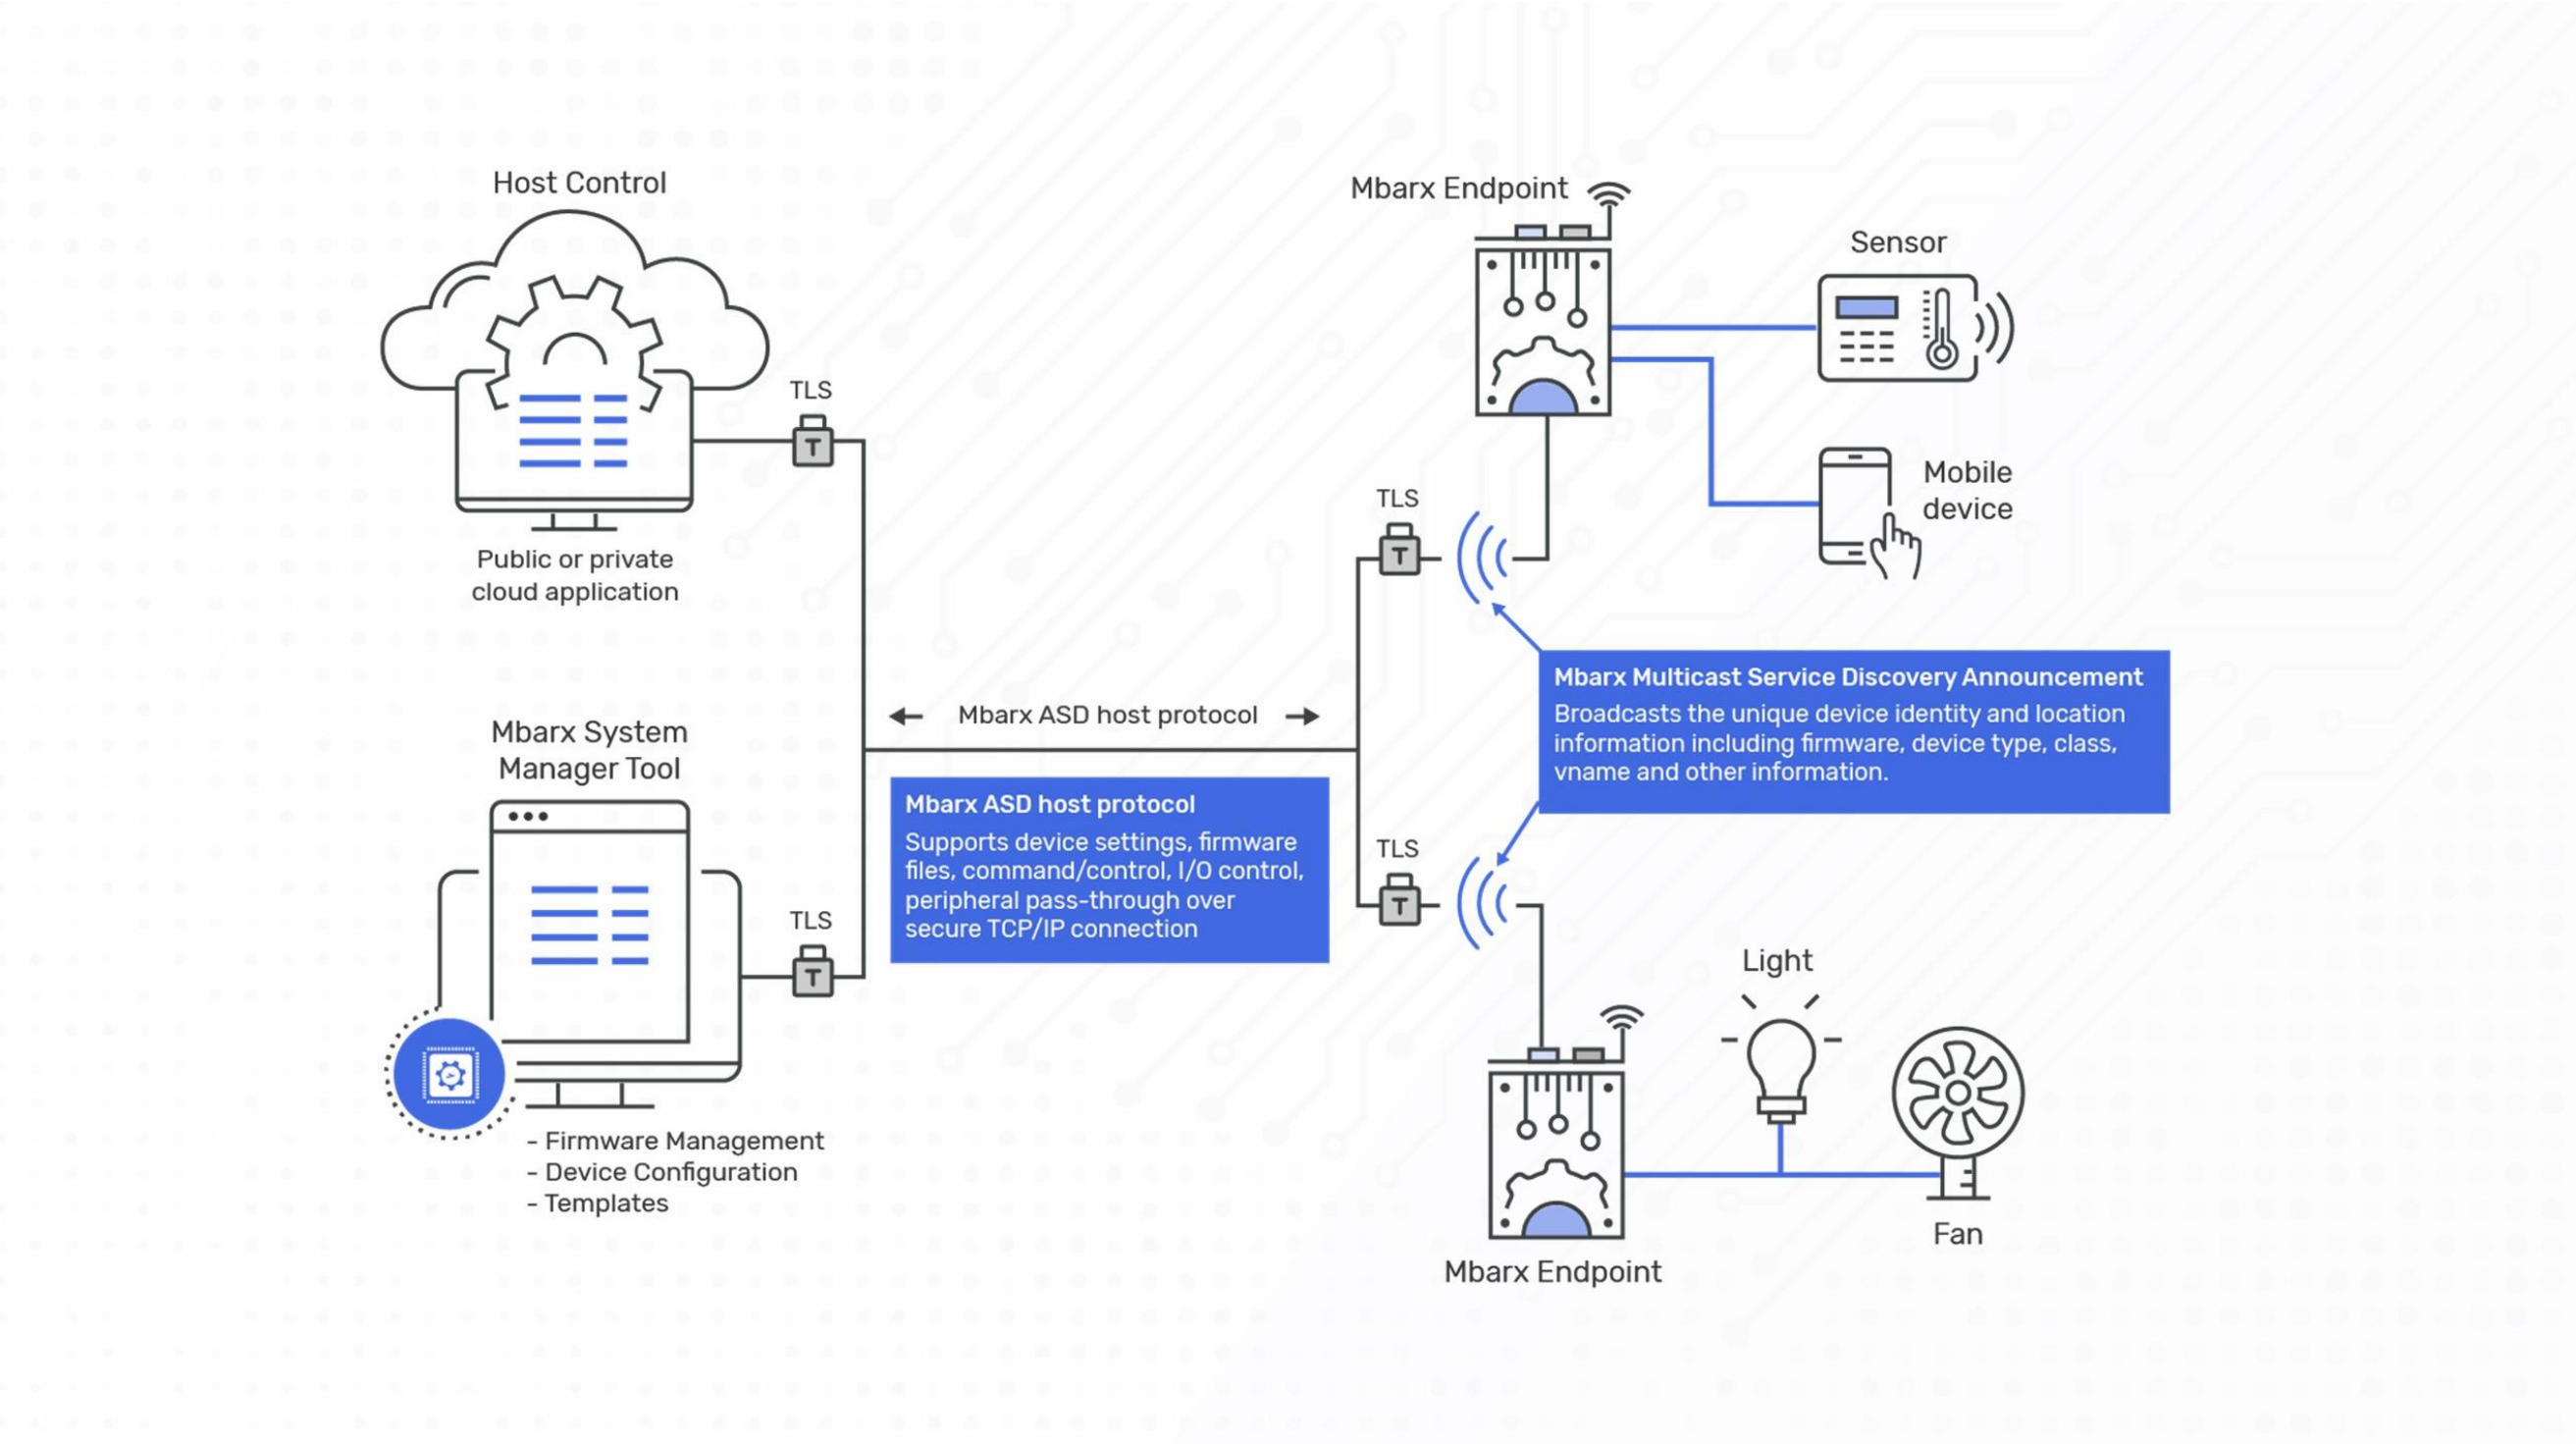 Host Control
TLS
T
Public or private
cloud application
Mbarx System
Manager Tool
TLS
T
- Firmware Management
- Device Configuration
- Templates
Mbarx ASD host protocol
Mbarx ASD host protocol
Supports device settings, firmware
files, command/control, I/O control,
peripheral pass-through over
secure TCP/IP connection
Mbarx Endpoint
Sensor
Mobile
device
TLS
T
Mbarx Multicast Service Discovery Announcement
Broadcasts the unique device identity and location
information including firmware, device type, class,
vname and other information.
TLS
T
Light
Fan
Mbarx Endpoint